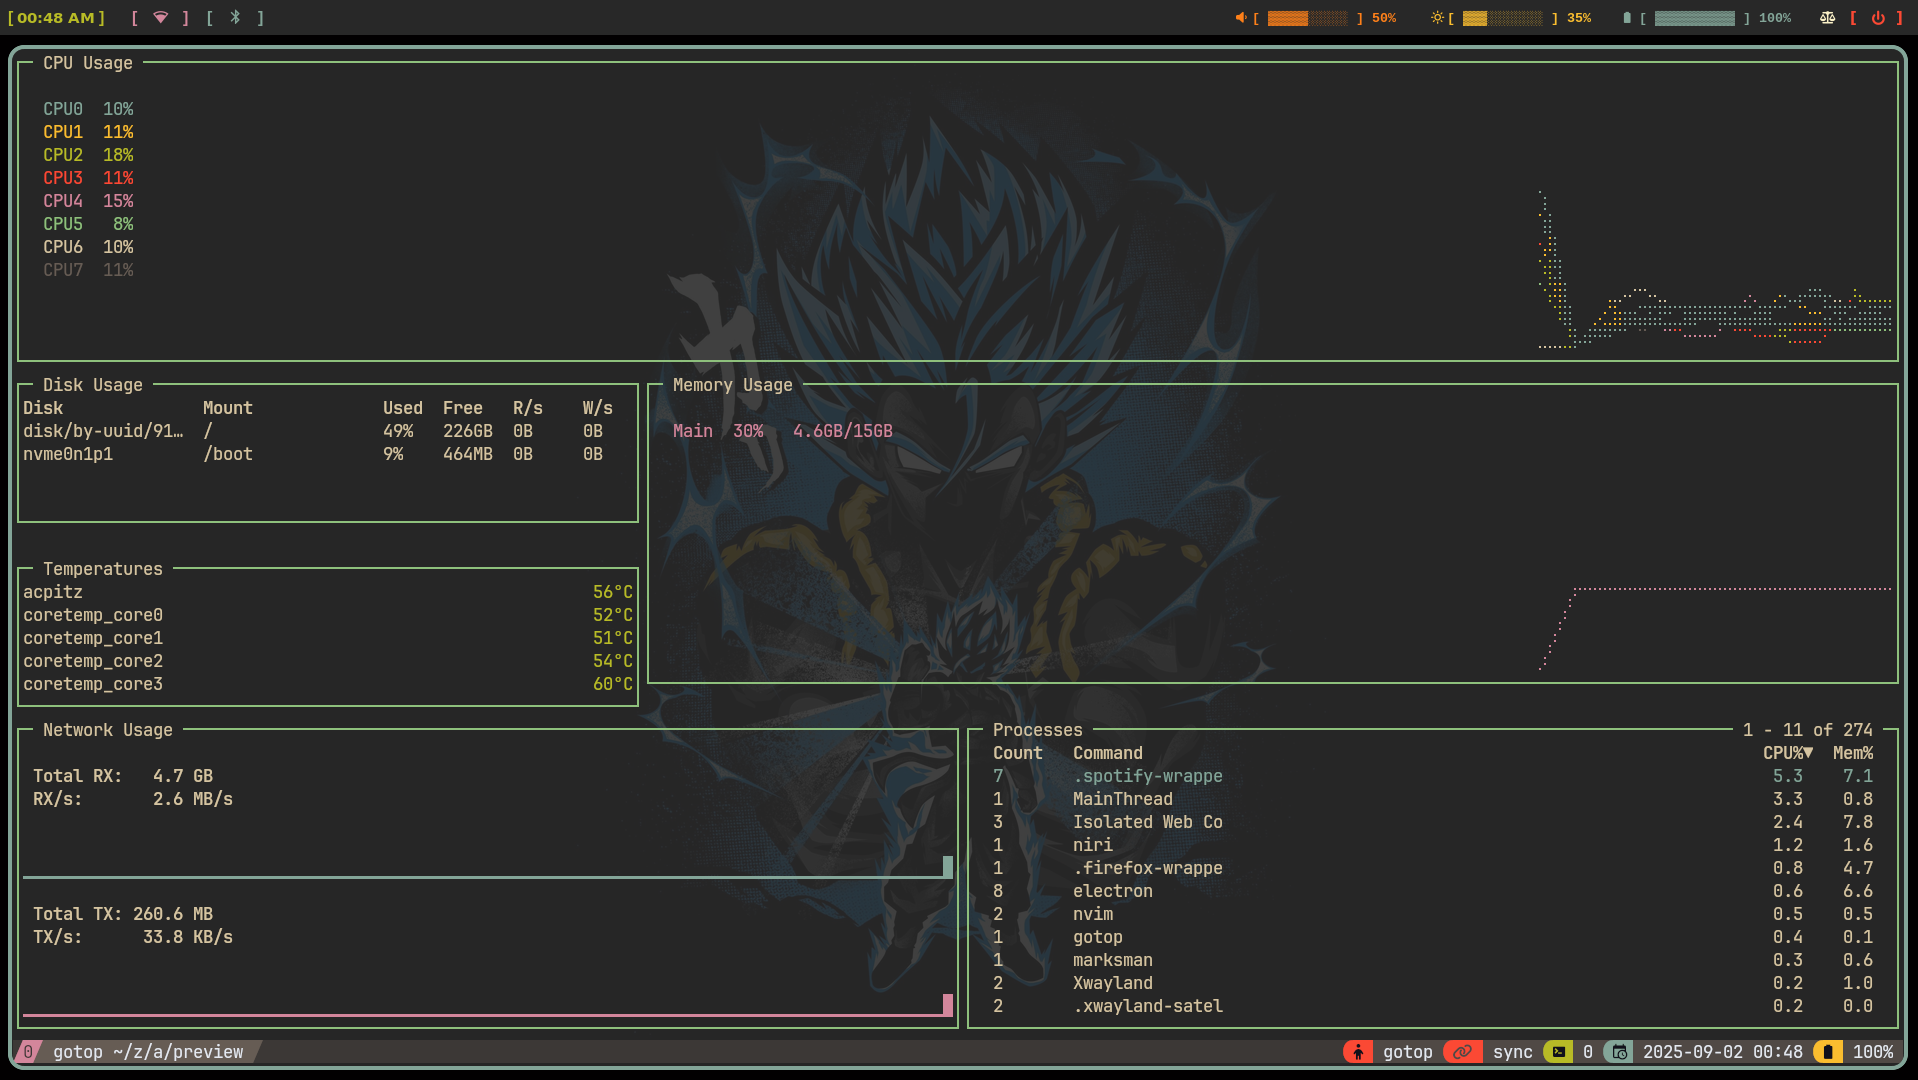 [00:48 AM] [ ] [ ] [ ] 50% [ ] 35% [ ] 100% [ ]
CPU Usage
CPU0 10%
CPU1 11%
CPU2 18%
CPU3 11%
CPU4 15%
CPU5 8%
CPU6 10%
CPU7 11%
Disk Usage
Disk Mount Used Free R/s W/s
disk/by-uuid/91… / 49% 226GB 0B 0B
nvme0n1p1 /boot 9% 464MB 0B 0B
Memory Usage
Main 30% 4.6GB/15GB
Temperatures
acpitz 56°C
coretemp_core0 52°C
coretemp_core1 51°C
coretemp_core2 54°C
coretemp_core3 60°C
Network Usage
Total RX: 4.7 GB
RX/s: 2.6 MB/s
Total TX: 260.6 MB
TX/s: 33.8 KB/s
Processes 1 - 11 of 274
Count Command CPU%▼ Mem%
7 .spotify-wrappe 5.3 7.1
1 MainThread 3.3 0.8
3 Isolated Web Co 2.4 7.8
1 niri 1.2 1.6
1 .firefox-wrappe 0.8 4.7
8 electron 0.6 6.6
2 nvim 0.5 0.5
1 gotop 0.4 0.1
1 marksman 0.3 0.6
2 Xwayland 0.2 1.0
2 .xwayland-satel 0.2 0.0
0 gotop ~/z/a/preview gotop sync 0 2025-09-02 00:48 100%